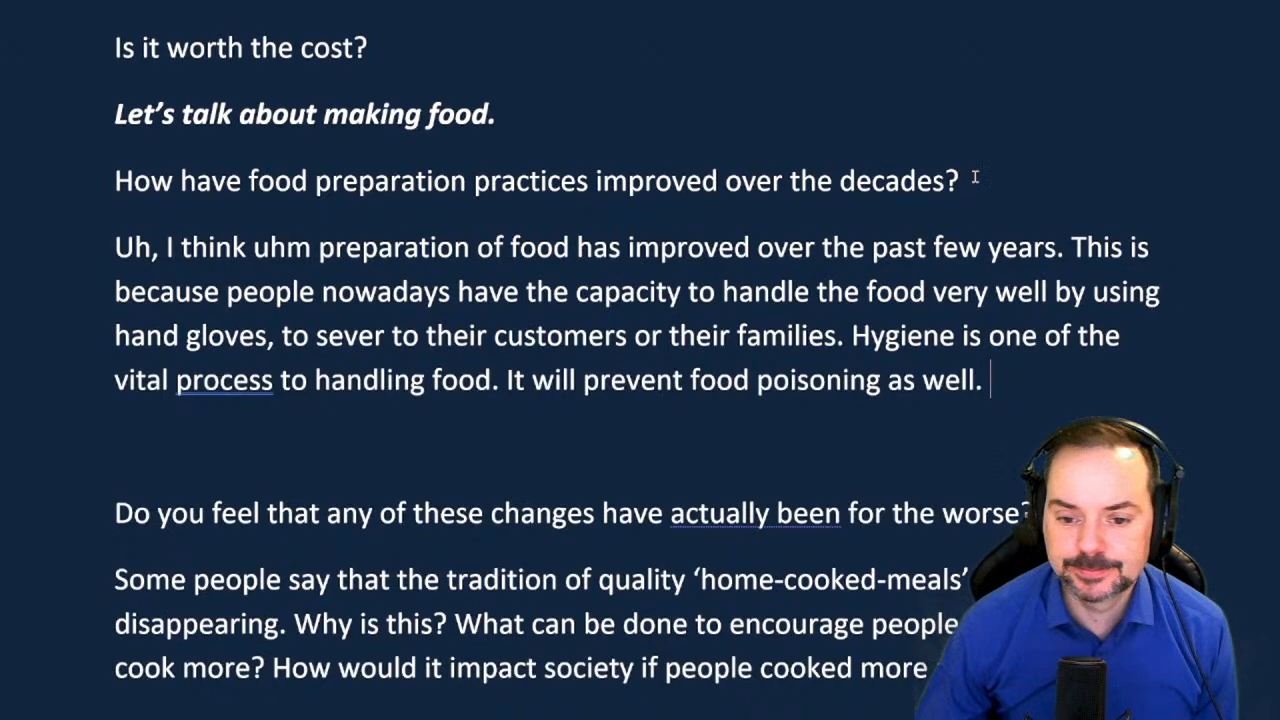 Is it worth the cost?
Let's talk about making food.
How have food preparation practices improved over the decades?
Uh, I think uhm preparation of food has improved over the past few years. This is
because people nowadays have the capacity to handle the food very well by using
hand gloves, to sever to their customers or their families. Hygiene is one of the
vital process to handling food. It will prevent food poisoning as well.
Do you feel that any of these changes have actually been for the worse?
Some people say that the tradition of quality ‘home-cooked-meals’
disappearing. Why is this? What can be done to encourage people
cook more? How would it impact society if people cooked more